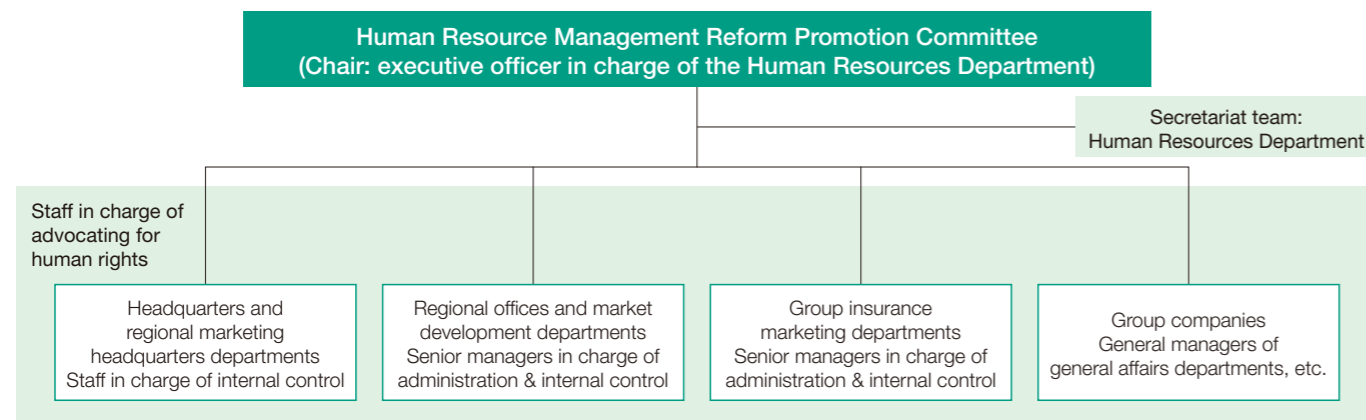 Human Resource Management Reform Promotion Committee
(Chair: executive officer in charge of the Human Resources Department)
Secretariat team:
Human Resources Department
Staff in charge of
advocating for
human rights
Headquarters and
regional marketing
headquarters departments
Staff in charge of internal control
Regional offices and market
development departments
Senior managers in charge of
administration & internal control
Group insurance
marketing departments
Senior managers in charge of
administration & internal control
Group companies
General managers of
general affairs departments, etc.